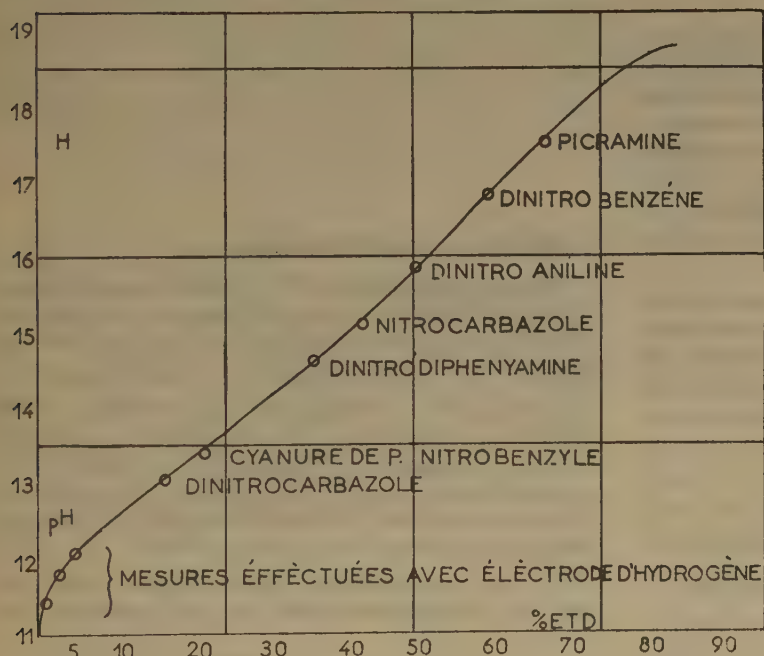 19
18
H
PICRAMINE
17
DINITRO BENZÉNE
16
DINITRO ANILINE
NITROCARBAZOLE
15
DINITRODIPHENYAMINE
14
CYANURE DE P. NITROBENZYLE
13
DINITROCARBAZOLE
pH
12
MESURES ÉFFÈCTUÉES AVEC ÉLÈCTRODE D'HYDROGÈNE
11
%ETD
5 10 20 30 40 50 60 70 80 90